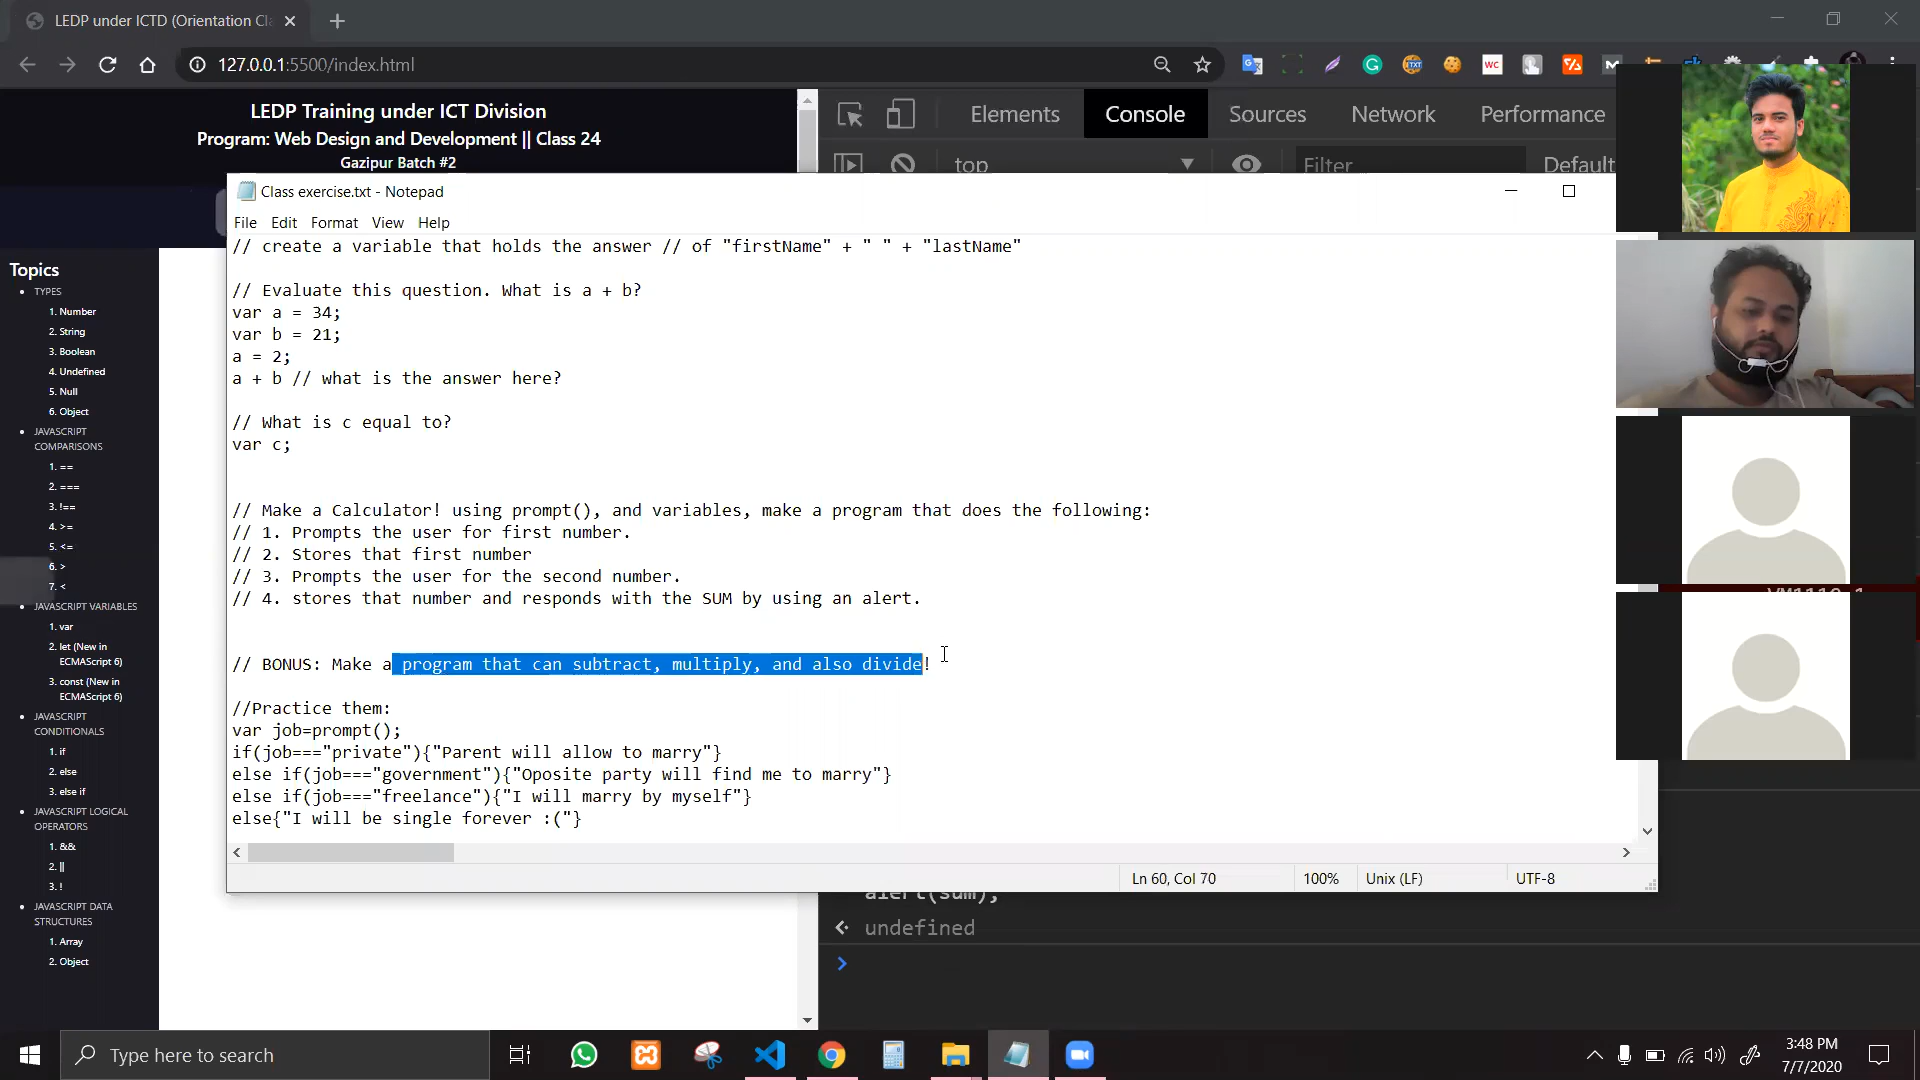 LEDP under ICTD (Orientation Cla
127.0.0.1:5500/index.html
LEDP Training under ICT Division
Program: Web Design and Development || Class 24
Gazipur Batch #2
Elements
Console
Sources
Network
Performance
top
Filter
Default
Class exercise.txt - Notepad
File Edit Format View Help
// create a variable that holds the answer // of "firstName" + " " + "lastName"
// Evaluate this question. What is a + b?
var a = 34;
var b = 21;
a = 2;
a + b // what is the answer here?
// What is c equal to?
var c;
// Make a Calculator! using prompt(), and variables, make a program that does the following:
// 1. Prompts the user for first number.
// 2. Stores that first number
// 3. Prompts the user for the second number.
// 4. stores that number and responds with the SUM by using an alert.
// BONUS: Make a program that can subtract, multiply, and also divide!
//Practice them:
var job=prompt();
if(job==="private"){"Parent will allow to marry"}
else if(job==="government"){"Oposite party will find me to marry"}
else if(job==="freelance"){"I will marry by myself"}
else{"I will be single forever :("}
Ln 60, Col 70
100%
Unix (LF)
UTF-8
Topics
TYPES
1. Number
2. String
3. Boolean
4. Undefined
5. Null
6. Object
JAVASCRIPT
COMPARISONS
1. ==
2. ===
3. !==
4. >=
5. <=
6. >
7. <
JAVASCRIPT VARIABLES
1. var
2. let (New in
ECMAScript 6)
3. const (New in
ECMAScript 6)
JAVASCRIPT
CONDITIONALS
1. if
2. else
3. else if
JAVASCRIPT LOGICAL
OPERATORS
1. &&
2. ||
3. !
JAVASCRIPT DATA
STRUCTURES
1. Array
2. Object
alert(sum);
undefined
Type here to search
3:48 PM
7/7/2020